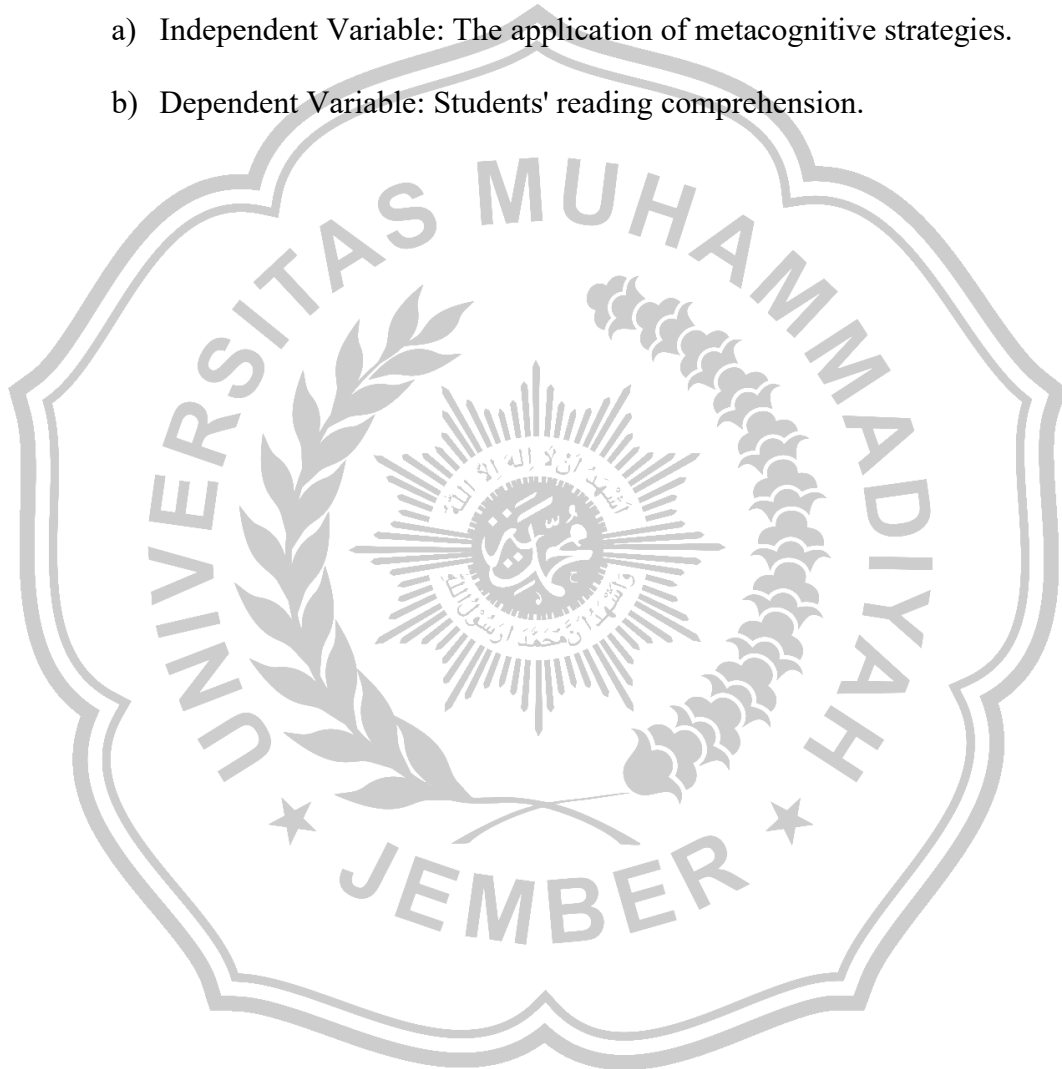 a) Independent Variable: The application of metacognitive strategies.
b) Dependent Variable: Students' reading comprehension.
UNIVERSITAS MUHAMMADIYAH
JEMBER